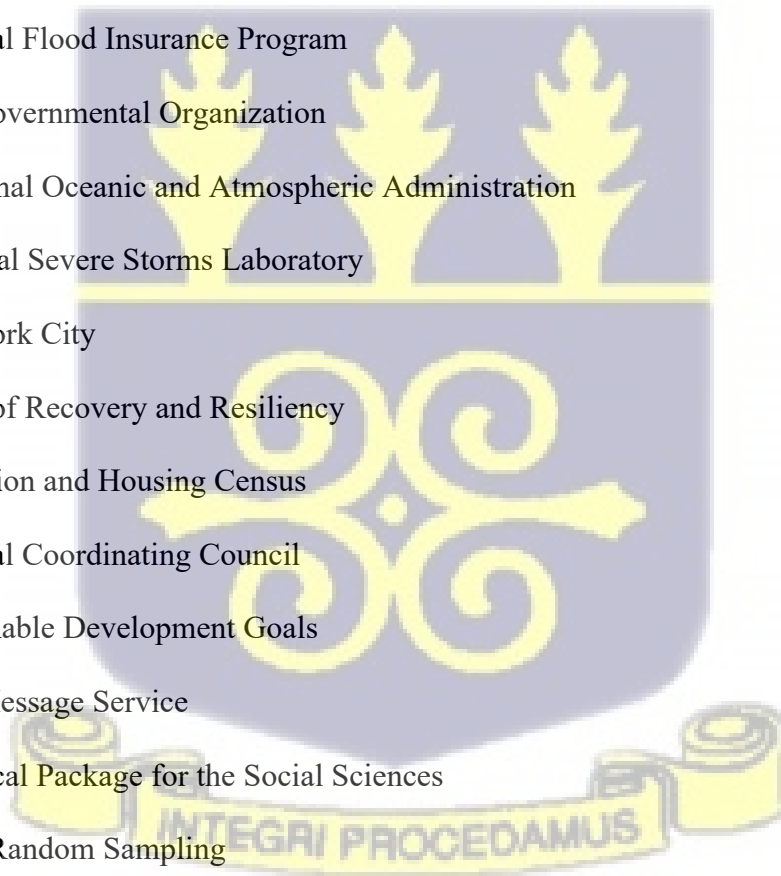 al Flood Insurance Program
overnmental Organization
nal Oceanic and Atmospheric Administration
al Severe Storms Laboratory
ork City
of Recovery and Resiliency
ion and Housing Census
al Coordinating Council
able Development Goals
essage Service
cal Package for the Social Sciences
Random Sampling
INTEGRI PROCEDAMUS